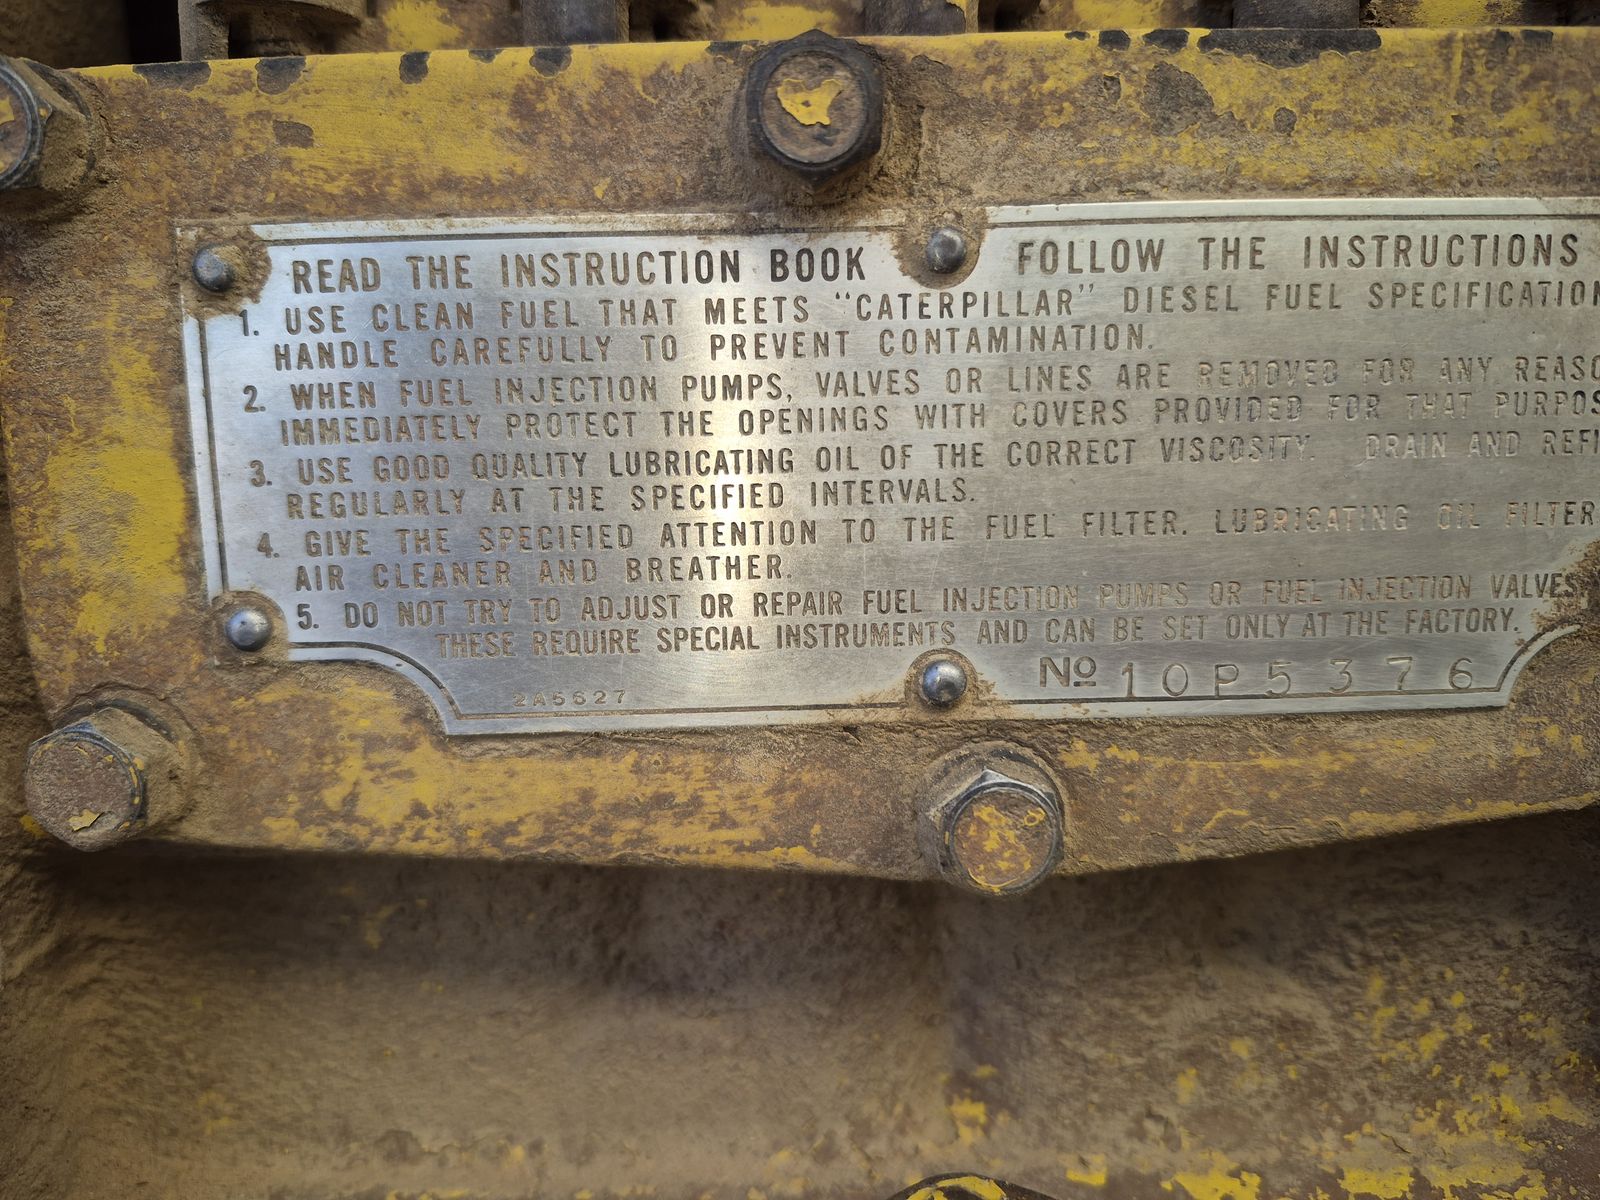 READ THE INSTRUCTION BOOK FOLLOW THE INSTRUCTIONS
1. USE CLEAN FUEL THAT MEETS "CATERPILLAR" DIESEL FUEL SPECIFICATION
HANDLE CAREFULLY TO PREVENT CONTAMINATION.
2. WHEN FUEL INJECTION PUMPS, VALVES OR LINES ARE REMOVED FOR ANY REASO
IMMEDIATELY PROTECT THE OPENINGS WITH COVERS PROVIDED FOR THAT PURPOS
3. USE GOOD QUALITY LUBRICATING OIL OF THE CORRECT VISCOSITY. DRAIN AND REFI
REGULARLY AT THE SPECIFIED INTERVALS.
4. GIVE THE SPECIFIED ATTENTION TO THE FUEL FILTER. LUBRICATING OIL FILTER.
AIR CLEANER AND BREATHER.
5. DO NOT TRY TO ADJUST OR REPAIR FUEL INJECTION PUMPS OR FUEL INJECTION VALVES
THESE REQUIRE SPECIAL INSTRUMENTS AND CAN BE SET ONLY AT THE FACTORY.
2A5627 Nº 10P5376